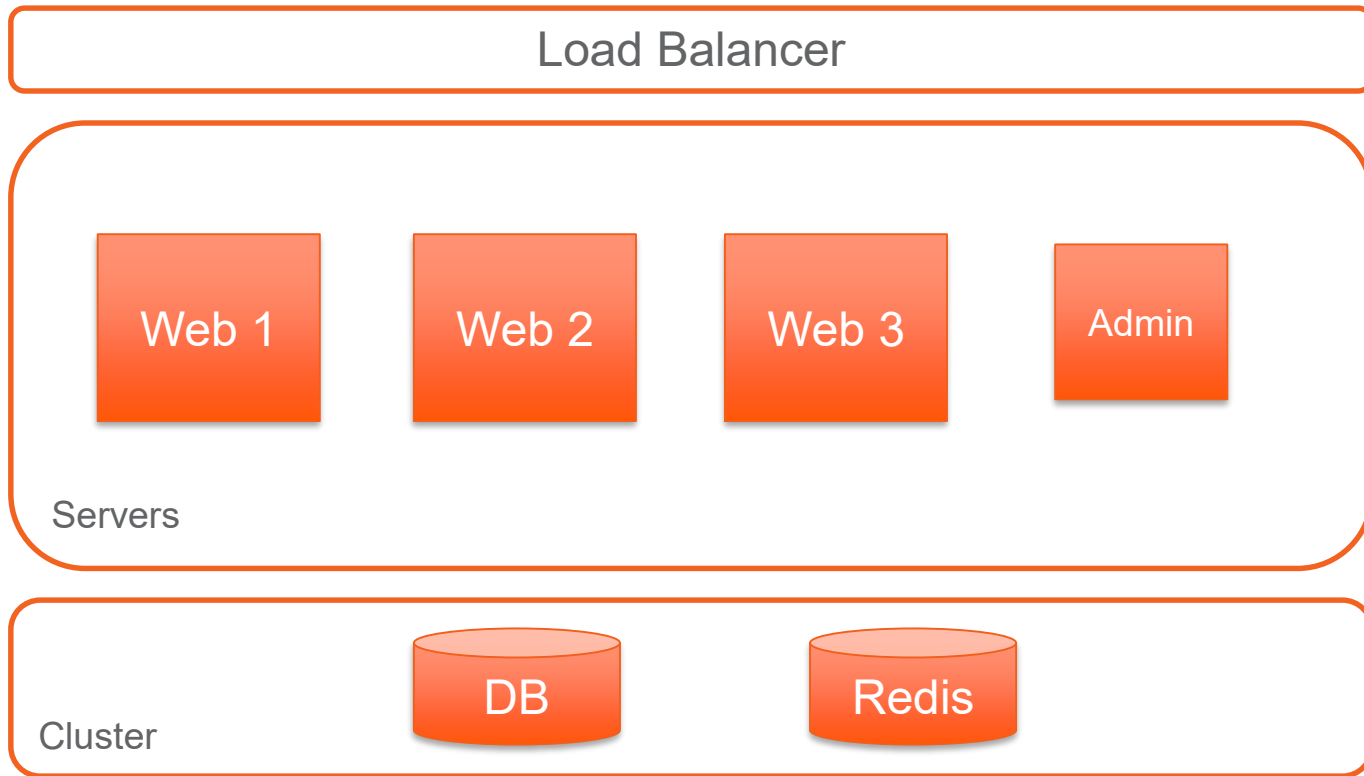 Load Balancer
Web 1
Web 2
Web 3
Admin
Servers
DB
Redis
Cluster